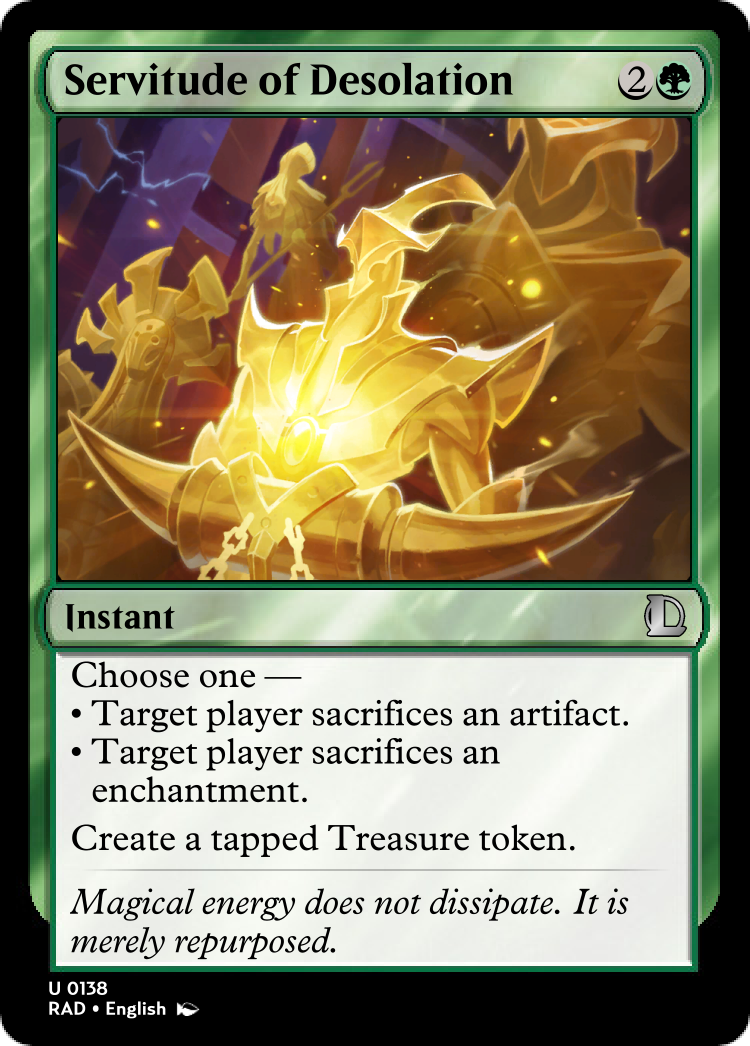 Servitude of Desolation 2
Instant
Choose one —
• Target player sacrifices an artifact.
• Target player sacrifices an
enchantment.
Create a tapped Treasure token.
Magical energy does not dissipate. It is
merely repurposed.
U 0138
RAD • English